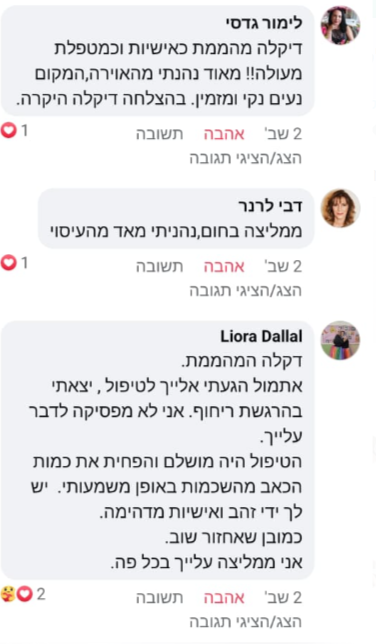 לימור גדסי
דיקלה מהממת כאישיות וכמטפלת
מעולה!! מאוד נהנתי מהאוירה,המקום
נעים נקי ומזמין. בהצלחה דיקלה היקרה.
2 שב' אהבה תשובה 1
הצג/הציגי תגובה
דבי לרנר
ממליצה בחום,נהניתי מאד מהעיסוי
2 שב' אהבה תשובה 1
הצג/הציגי תגובה
Liora Dallal
דקלה המהממת.
אתמול הגעתי אלייך לטיפול , יצאתי
בהרגשת ריחוף. אני לא מפסיקה לדבר
עלייך.
הטיפול היה מושלם והפחית את כמות
הכאב מהשכמות באופן משמעותי. יש
לך ידי זהב ואישיות מדהימה.
כמובן שאחזור שוב.
אני ממליצה עלייך בכל פה.
2 שב' אהבה תשובה 2
הצג/הציגי תגובה